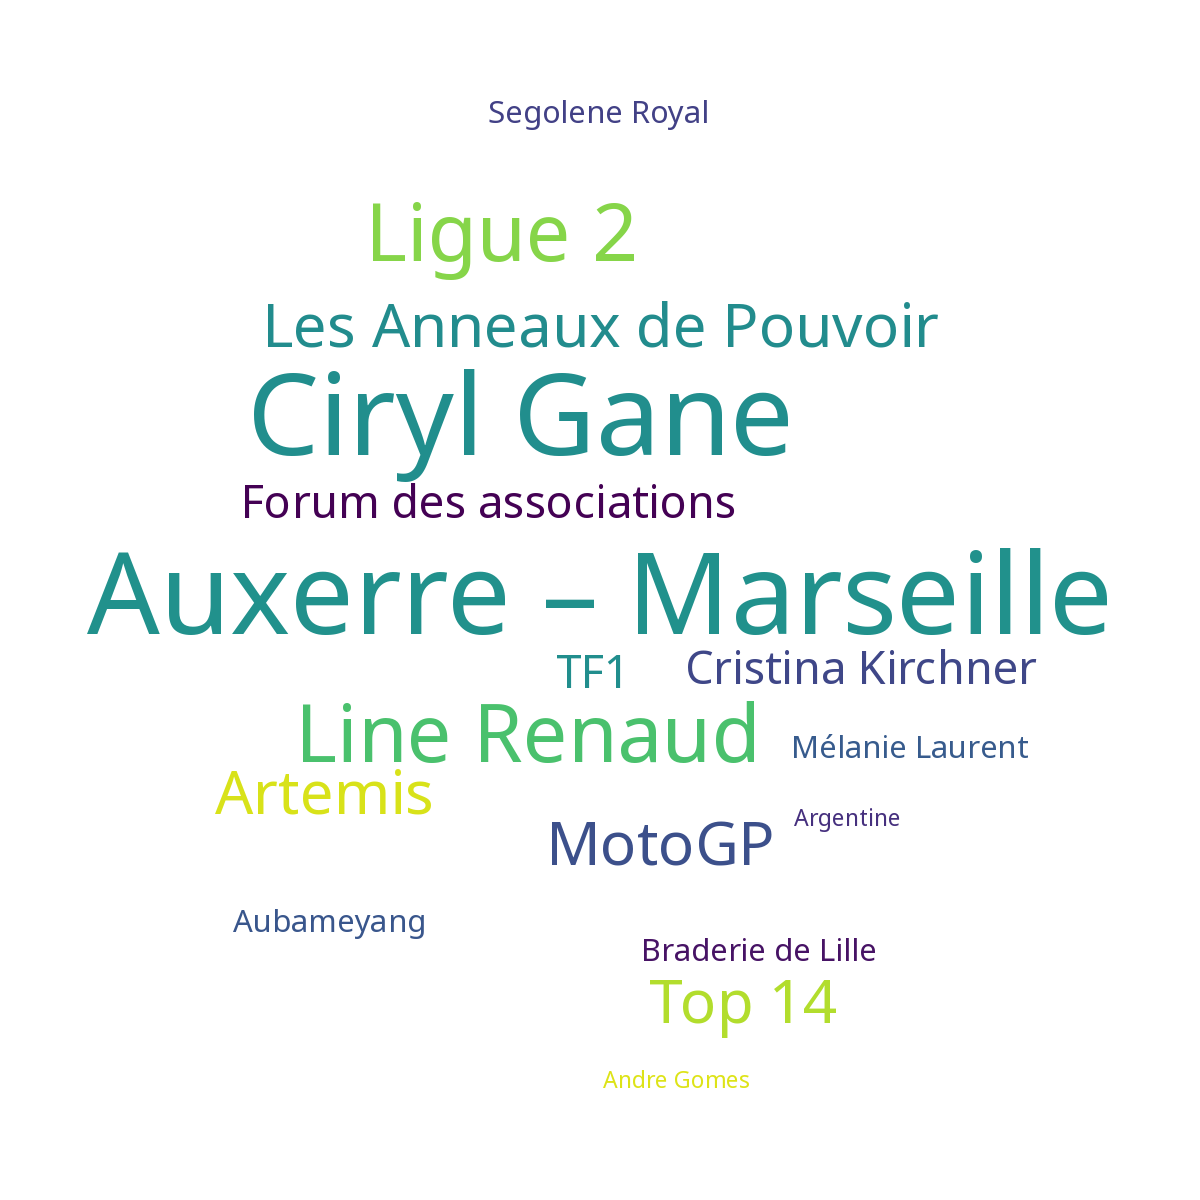 Segolene Royal
Ligue 2
Les Anneaux de Pouvoir
Ciryl Gane
Forum des associations
Auxerre – Marseille
TF1
Cristina Kirchner
Line Renaud
Mélanie Laurent
Artemis
Argentine
MotoGP
Aubameyang
Braderie de Lille
Top 14
Andre Gomes